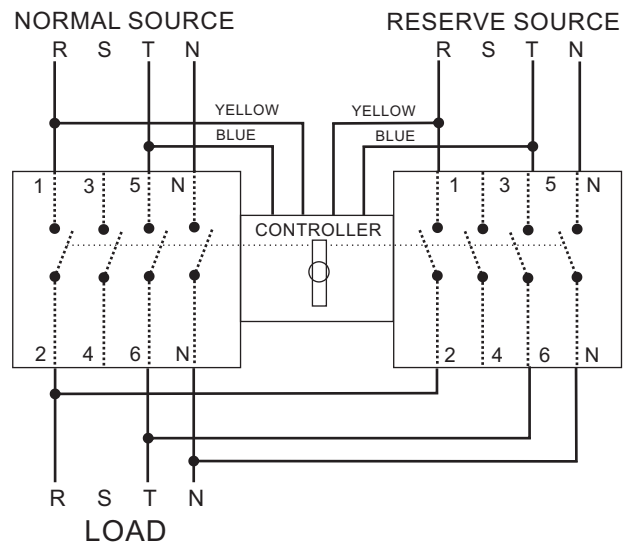 NORMAL SOURCE RESERVE SOURCE
R S T N R S T N
YELLOW YELLOW
BLUE BLUE
1 3 5 N 1 3 5 N
CONTROLLER
2 4 6 N 2 4 6 N
R S T N
LOAD